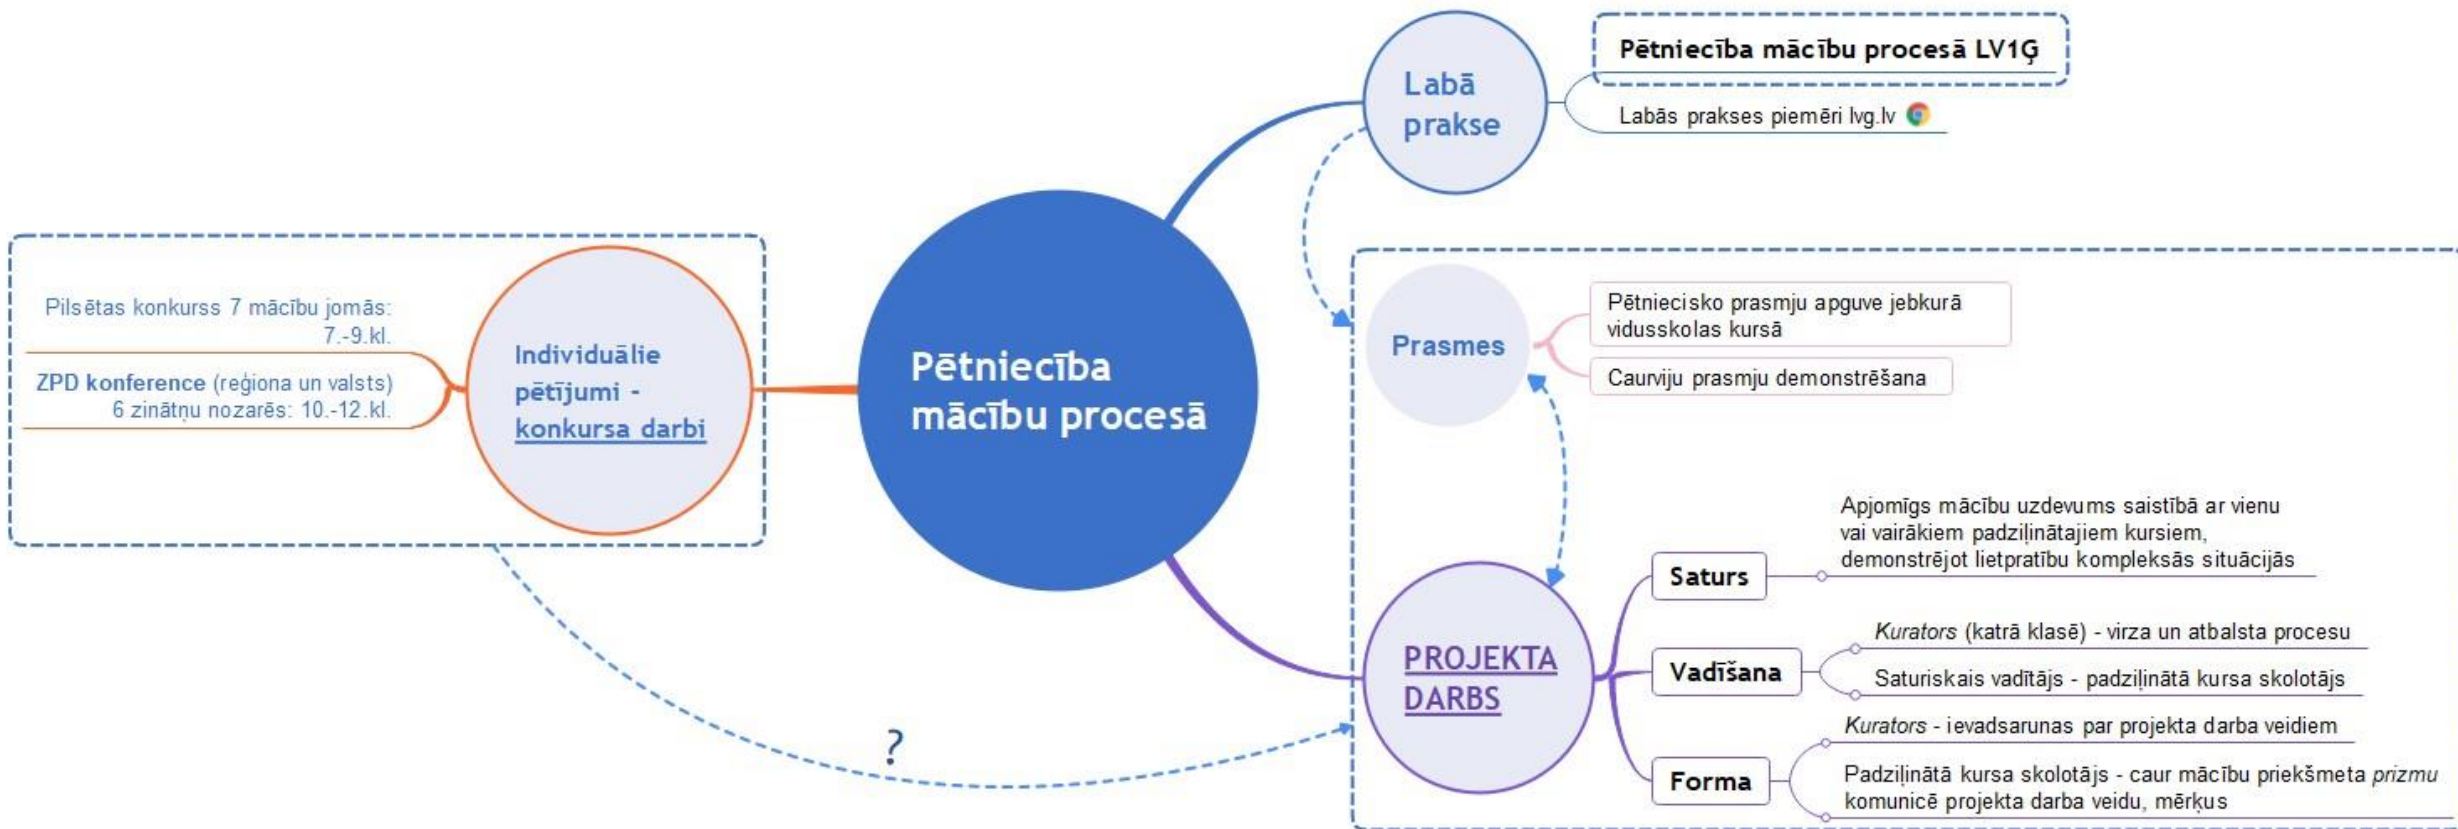 Pētniecība
mācību procesā
Labā
prakse
Pētniecība mācību procesā LV1Ģ
Labās prakses piemēri lvg.lv
Pilsētas konkurss 7 mācību jomās:
7.-9.kl.
ZPD konference (reģiona un valsts)
6 zinātņu nozarēs: 10.-12.kl.
Individuālie
pētījumi -
konkursa darbi
Prasmes
Pētniecisko prasmju apguve jebkurā
vidusskolas kursā
Caurviju prasmju demonstrēšana
?
PROJEKTA
DARBS
Saturs
Apjomīgs mācību uzdevums saistībā ar vienu
vai vairākiem padziļinātajiem kursiem,
demonstrējot lietpratību kompleksās situācijās
Vadīšana
Kurators (katrā klasē) - virza un atbalsta procesu
Saturiskais vadītājs - padziļinātā kursa skolotājs
Forma
Kurators - ievadsarunas par projekta darba veidiem
Padziļinātā kursa skolotājs - caur mācību priekšmeta prizmu
komunicē projekta darba veidu, mērķus